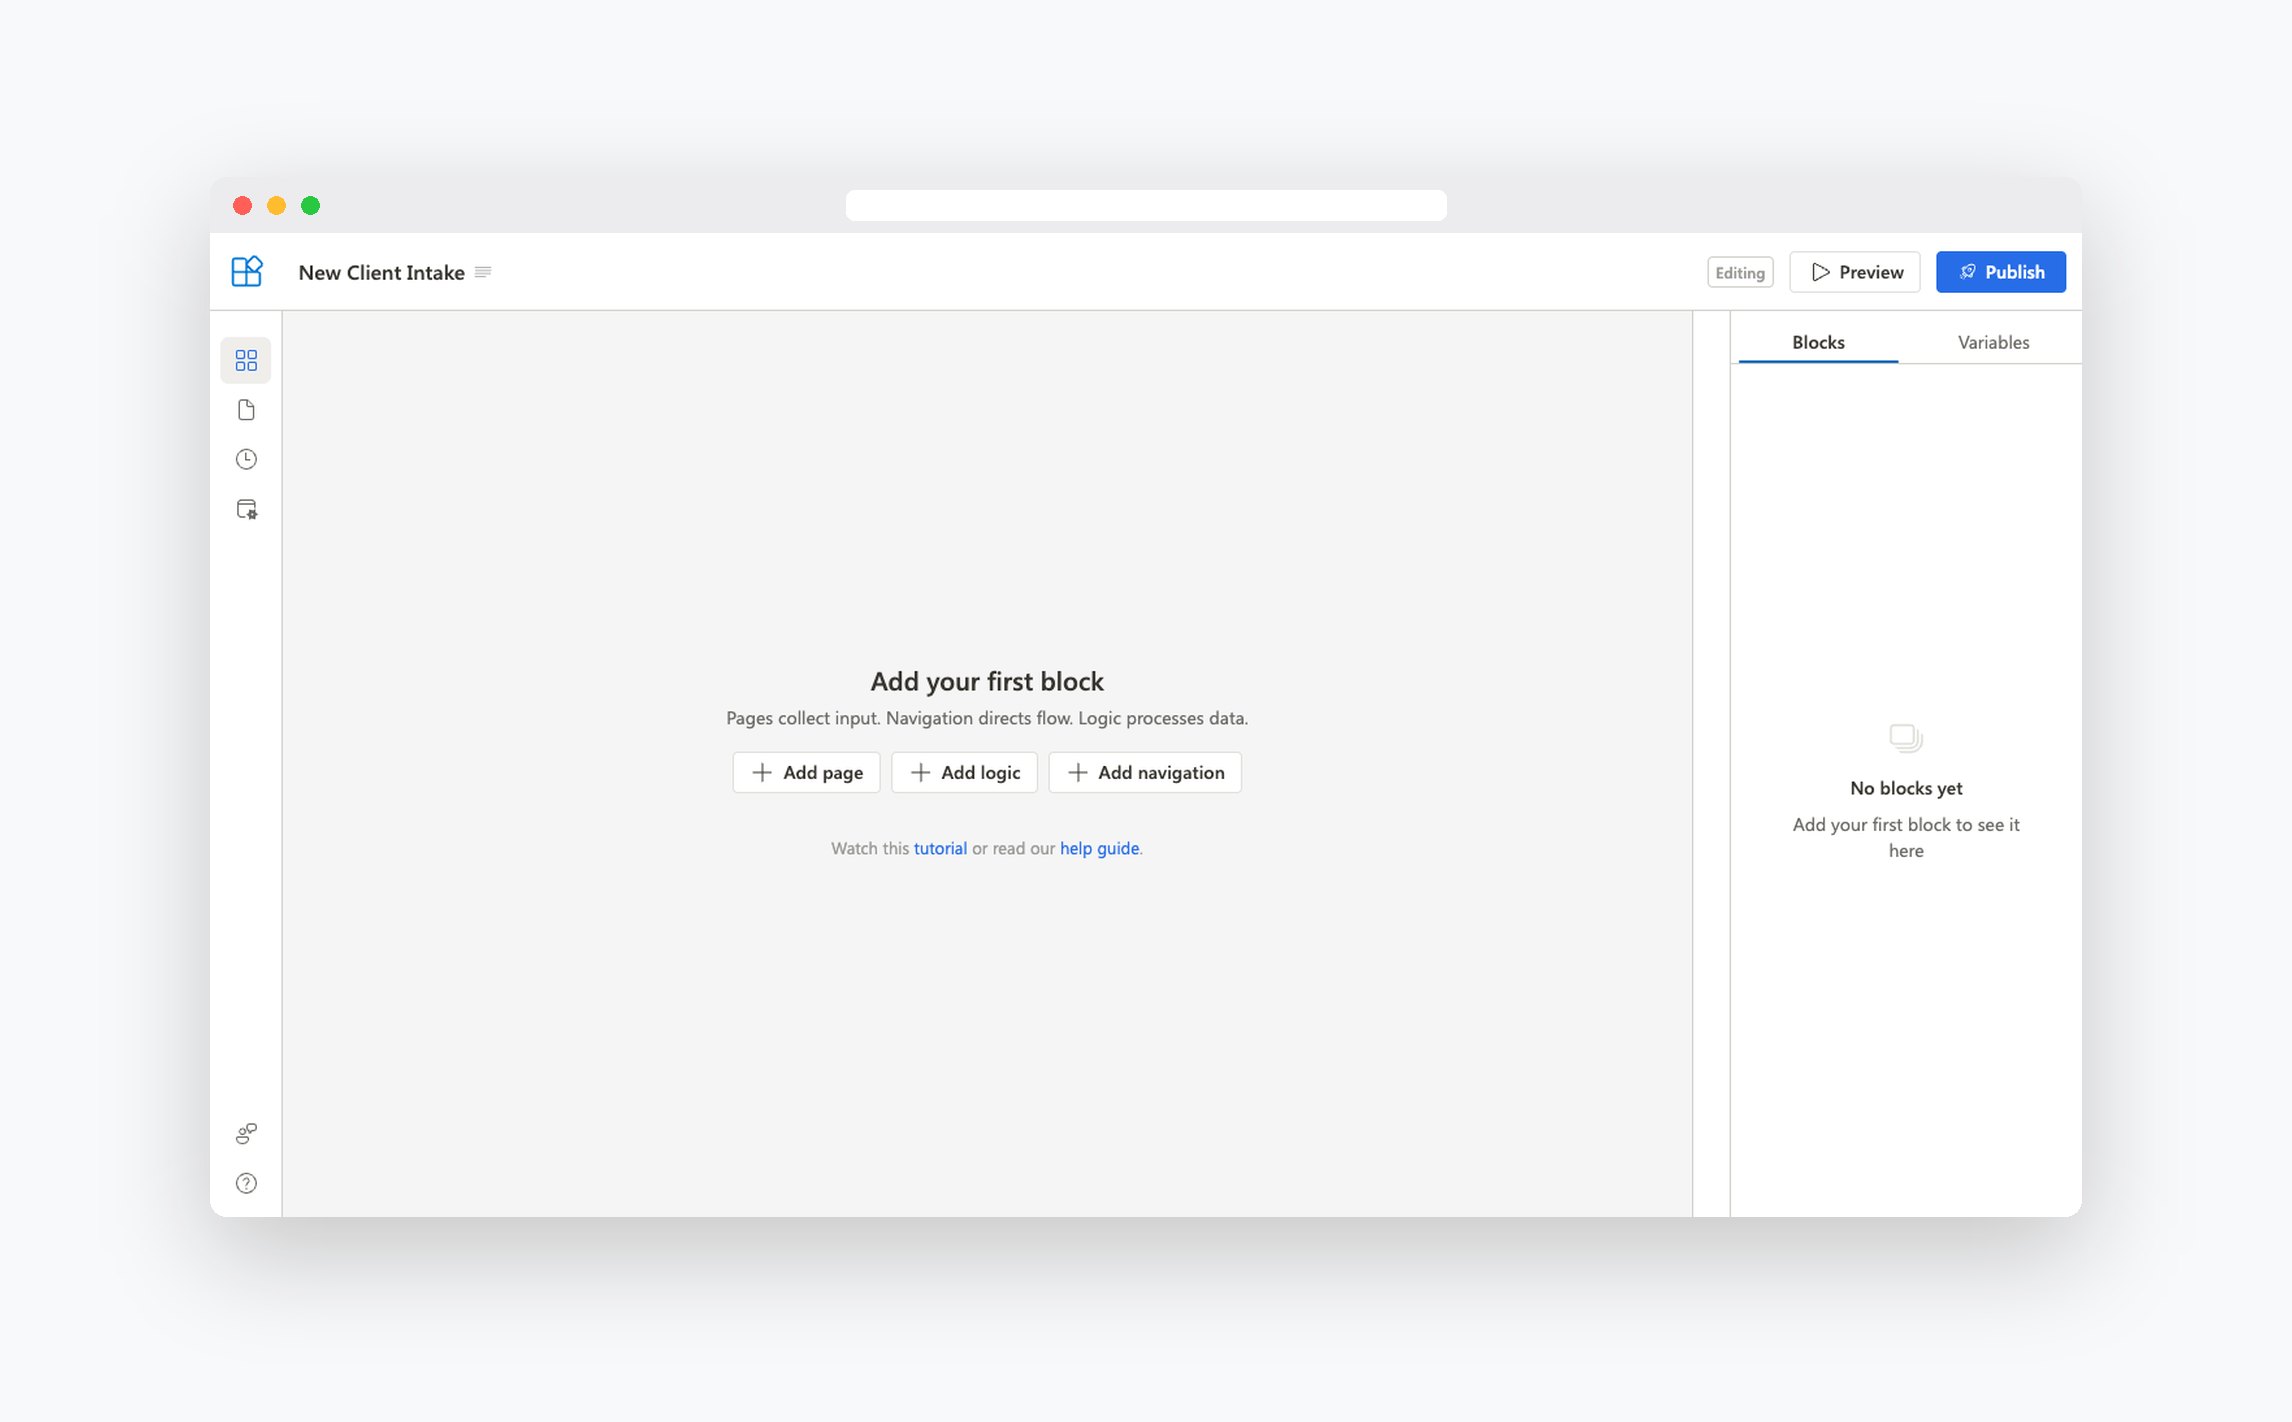 New Client Intake
Editing
Preview
Publish
Blocks
Variables
Add your first block
Pages collect input. Navigation directs flow. Logic processes data.
Add page
Add logic
Add navigation
Watch this tutorial or read our help guide.
No blocks yet
Add your first block to see it
here